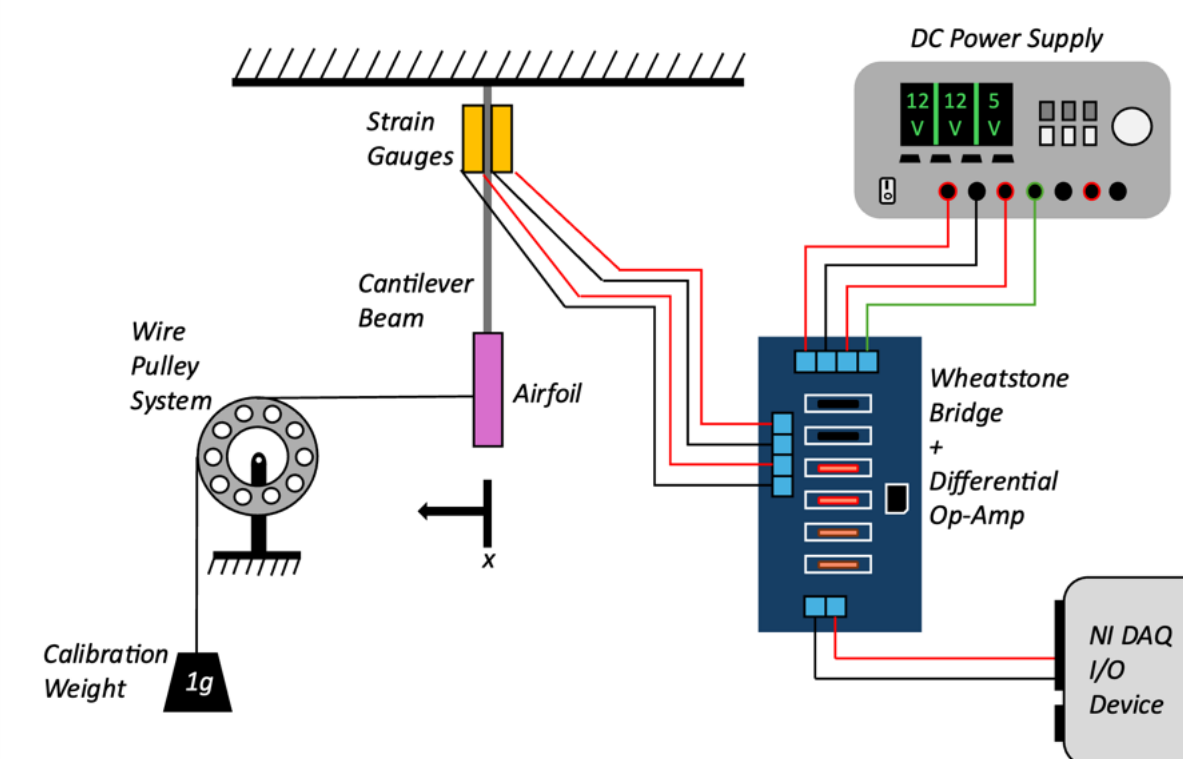 DC Power Supply
12 12 5
V V V
Strain
Gauges
Cantilever
Beam
Wire
Pulley
System
Airfoil
Wheatstone
Bridge
+
Differential
Op-Amp
x
Calibration
Weight
1g
NI DAQ
I/O
Device